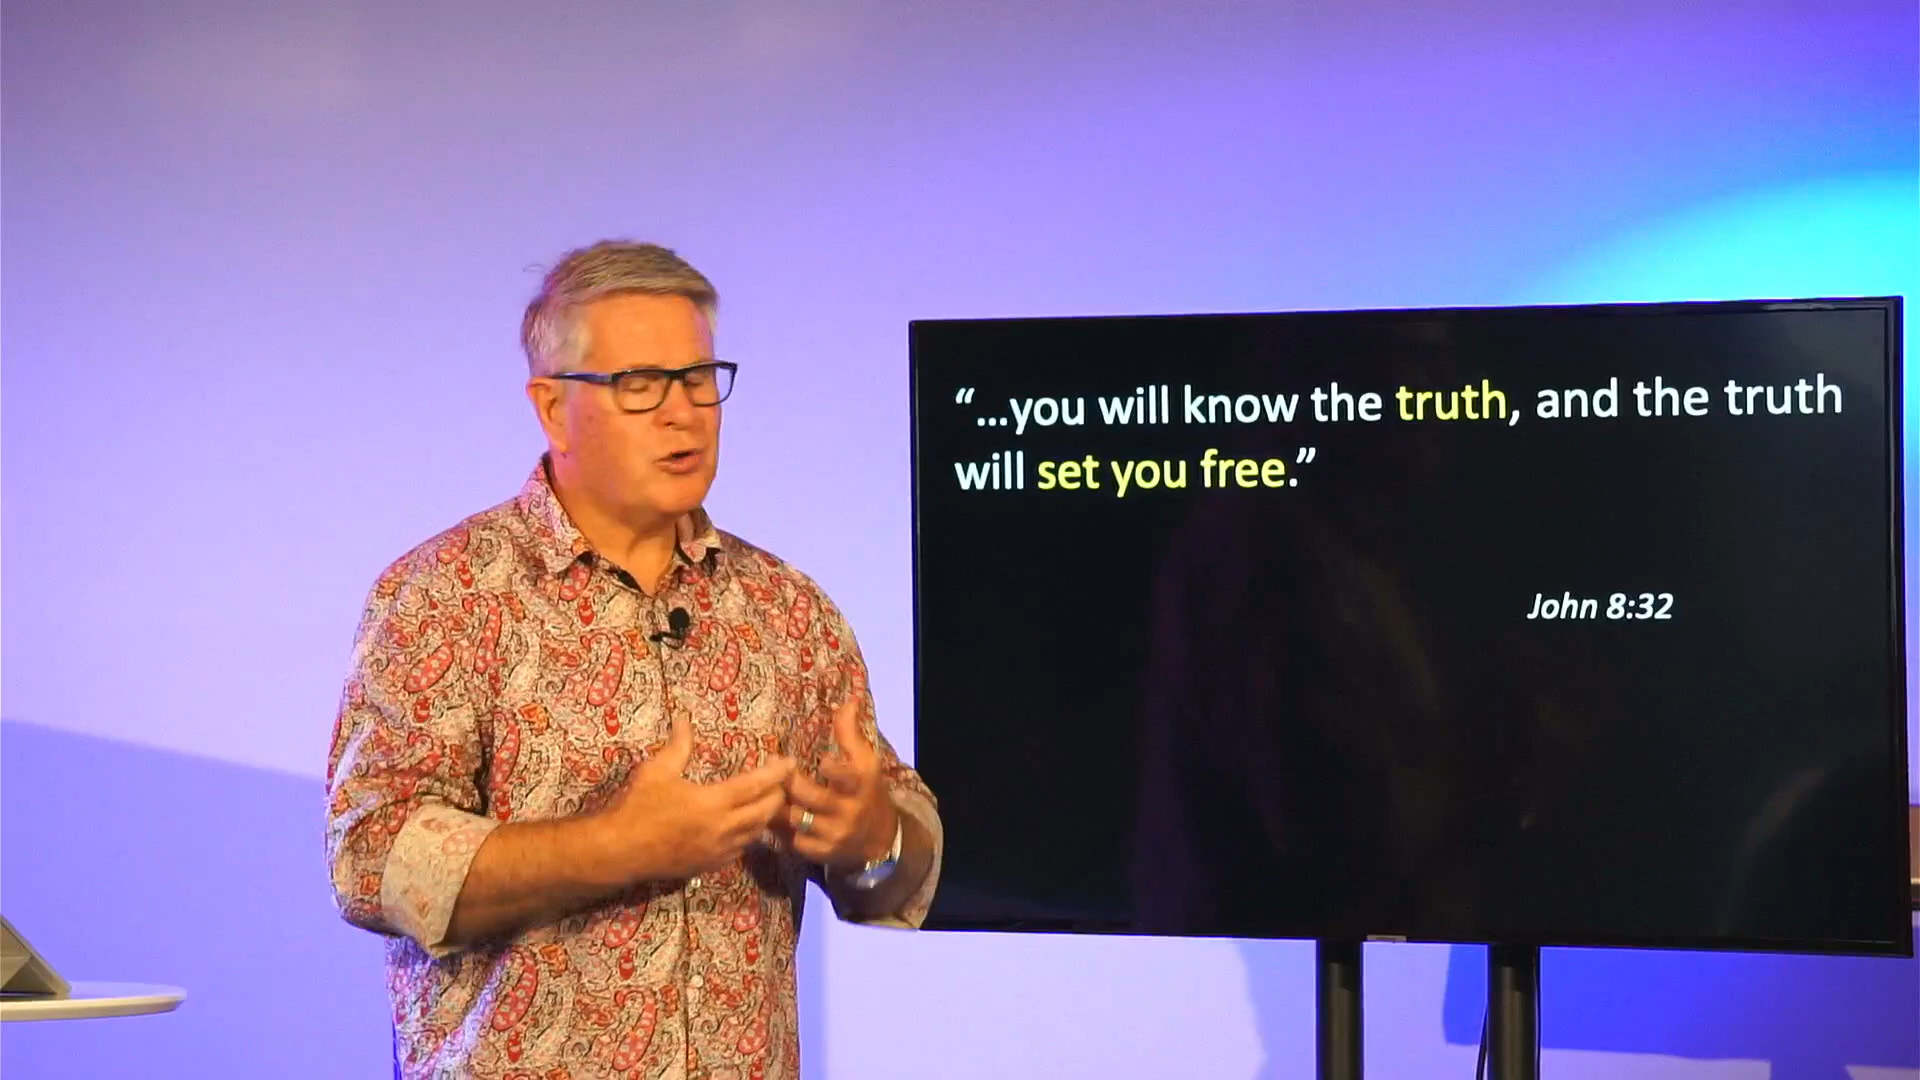 “...you will know the truth, and the truth
will set you free.”
John 8:32